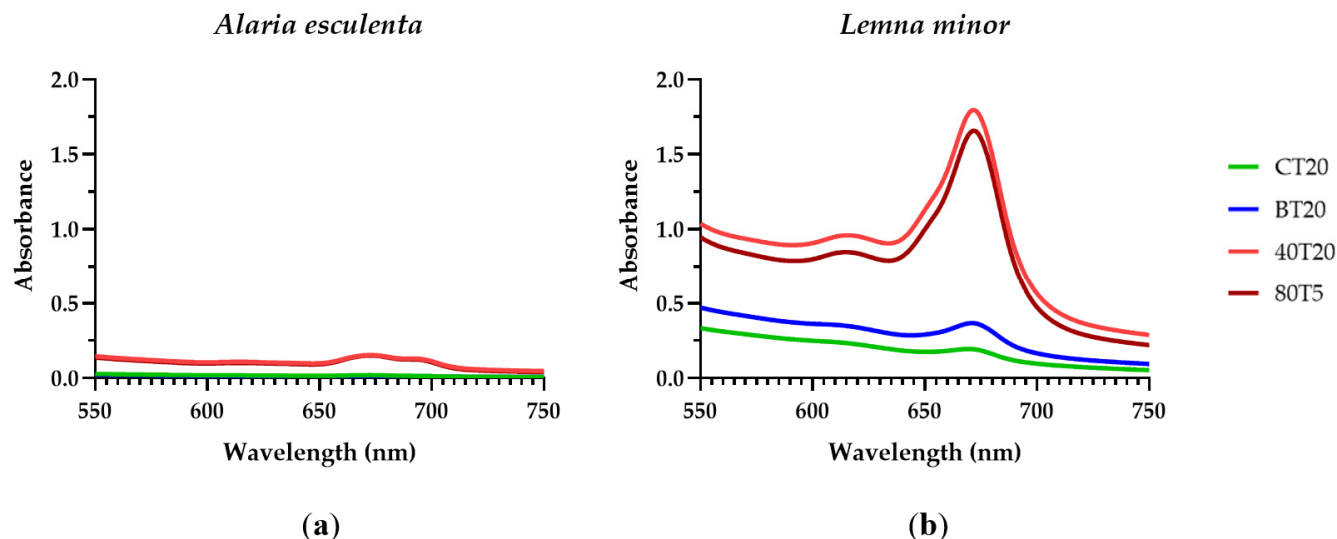 Alaria esculenta
Absorbance
2.0
1.5
1.0
0.5
0.0
550
600
650
700
750
Wavelength (nm)
(a)
Lemna minor
Absorbance
2.0
1.5
1.0
0.5
0.0
550
600
650
700
750
Wavelength (nm)
(b)
CT20
BT20
40T20
80T5